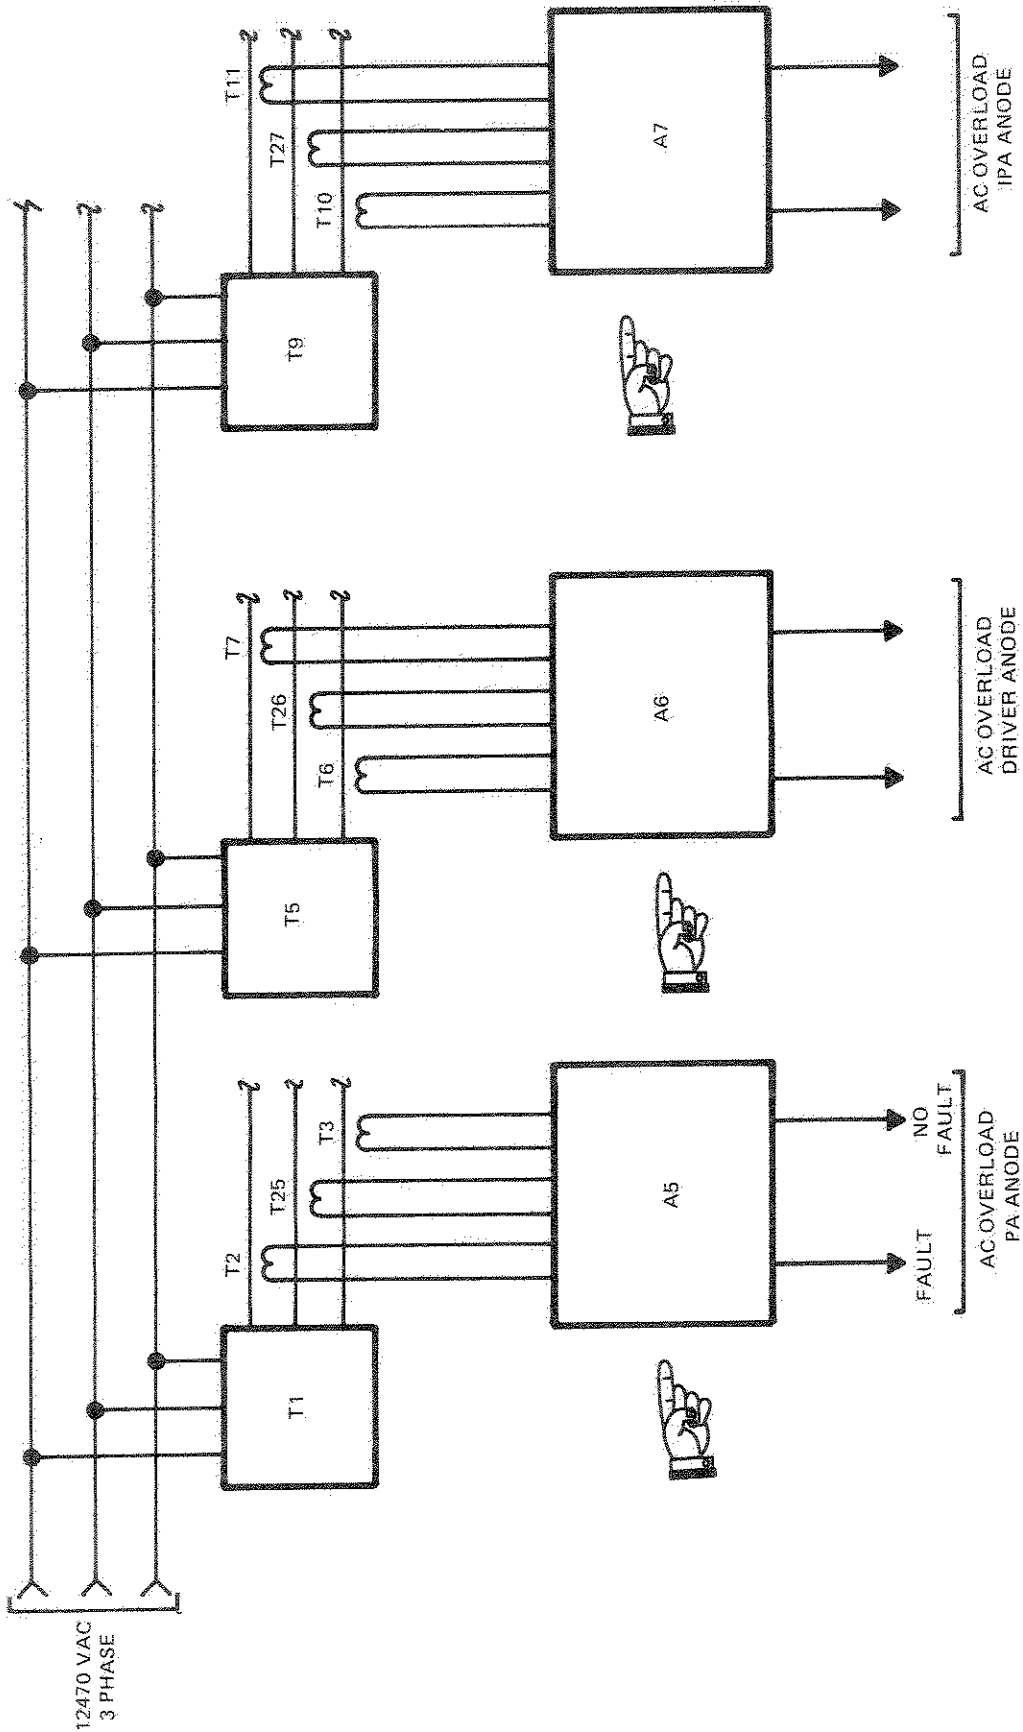 12470 VAC
3 PHASE
T1
T2
T25
T3
A5
FAULT
NO
FAULT
AC OVERLOAD
PA ANODE
T5
T6
T26
T7
A6
AC OVERLOAD
DRIVER ANODE
T9
T10
T27
T11
A7
AC OVERLOAD
IPA ANODE